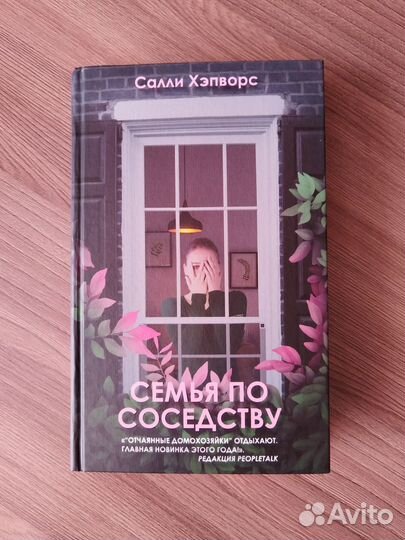 Салли Хэпворс
СЕМЬЯ ПО
СОСЕДСТВУ
«"ОТЧАЯННЫЕ ДОМОХОЗЯЙКИ" ОТДЫХАЮТ.
ГЛАВНАЯ НОВИНКА ЭТОГО ГОДА!».
РЕДАКЦИЯ PEOPLETALK
Avito